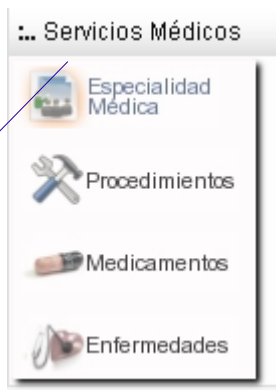 :.. Servicios Médicos
Especialidad
Médica
Procedimientos
Medicamentos
Enfermedades